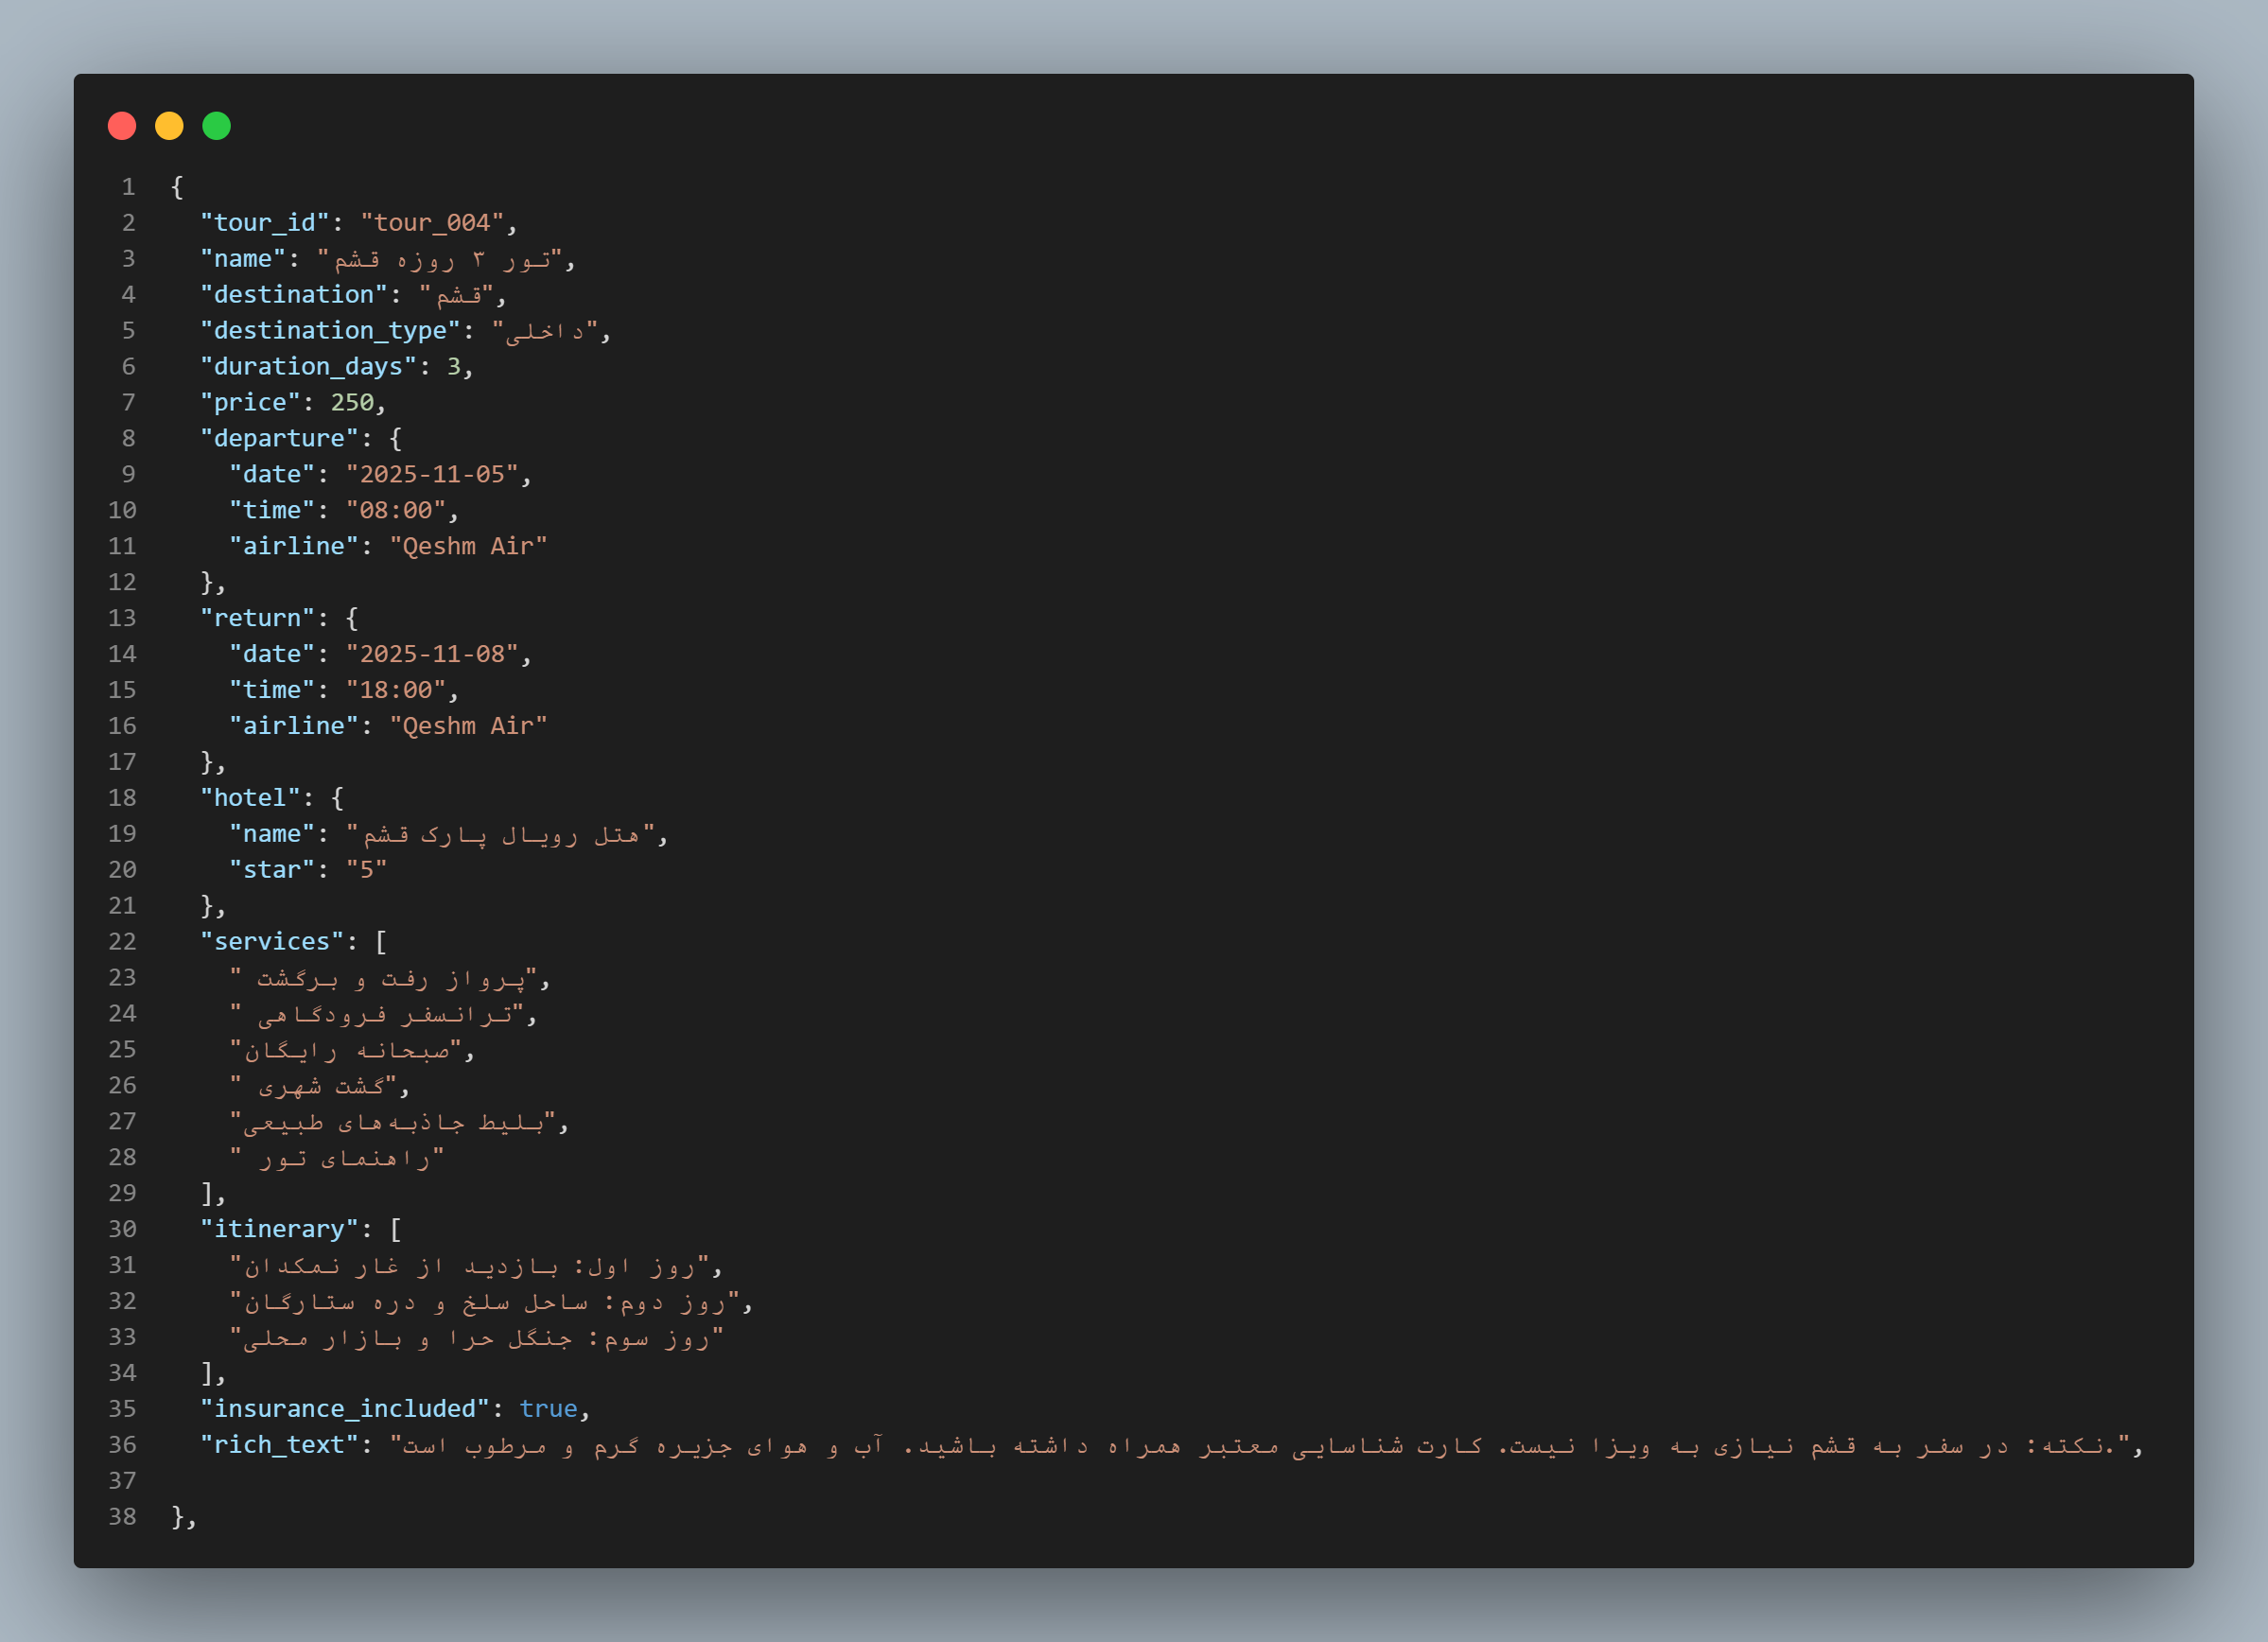 1 {
2 "tour_id": "tour_004",
3 "name": "تور ۳ روزه قشم",
4 "destination": "قشم",
5 "destination_type": "داخلی",
6 "duration_days": 3,
7 "price": 250,
8 "departure": {
9 "date": "2025-11-05",
10 "time": "08:00",
11 "airline": "Qeshm Air"
12 },
13 "return": {
14 "date": "2025-11-08",
15 "time": "18:00",
16 "airline": "Qeshm Air"
17 },
18 "hotel": {
19 "name": "هتل رویال پارک قشم",
20 "star": "5"
21 },
22 "services": [
23 "پرواز رفت و برگشت ",
24 "ترانسفر فرودگاهی ",
25 "صبحانه رایگان",
26 "گشت شهری ",
27 "بلیط جاذبه‌های طبیعی",
28 "راهنمای تور "
29 ],
30 "itinerary": [
31 "روز اول: بازدید از غار نمکدان",
32 "روز دوم: ساحل سلخ و دره ستارگان",
33 "روز سوم: جنگل حرا و بازار محلی"
34 ],
35 "insurance_included": true,
36 "rich_text": "نکته: در سفر به قشم نیازی به ویزا نیست. کارت شناسایی معتبر همراه داشته باشید. آب و هوای جزیره گرم و مرطوب است.",
37
38 },